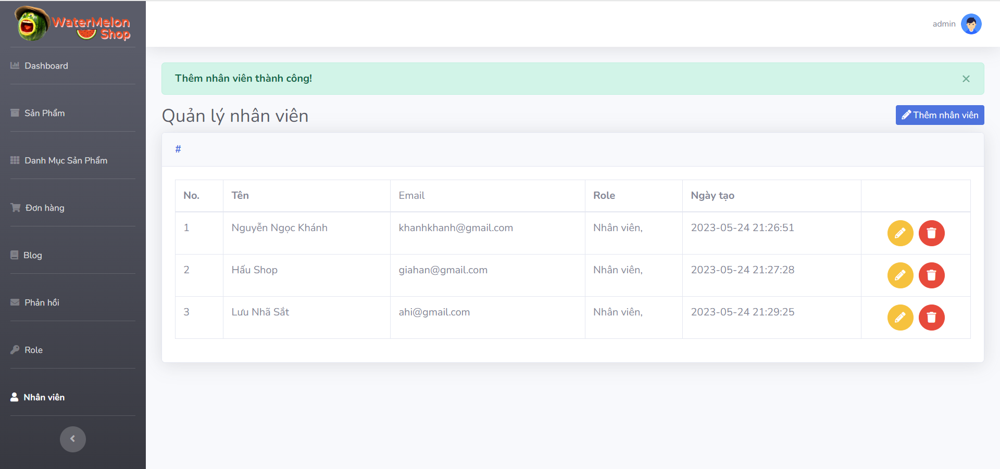 WaterMelon
Shop
admin
Dashboard
Sản Phẩm
Danh Mục Sản Phẩm
Đơn hàng
Blog
Phản hồi
Role
Nhân viên
Thêm nhân viên thành công!
Quản lý nhân viên
Thêm nhân viên
#
No. Tên Email Role Ngày tạo
1 Nguyễn Ngọc Khánh khanhkhanh@gmail.com Nhân viên, 2023-05-24 21:26:51
2 Hấu Shop giahan@gmail.com Nhân viên, 2023-05-24 21:27:28
3 Lưu Nhã Sắt ahi@gmail.com Nhân viên, 2023-05-24 21:29:25